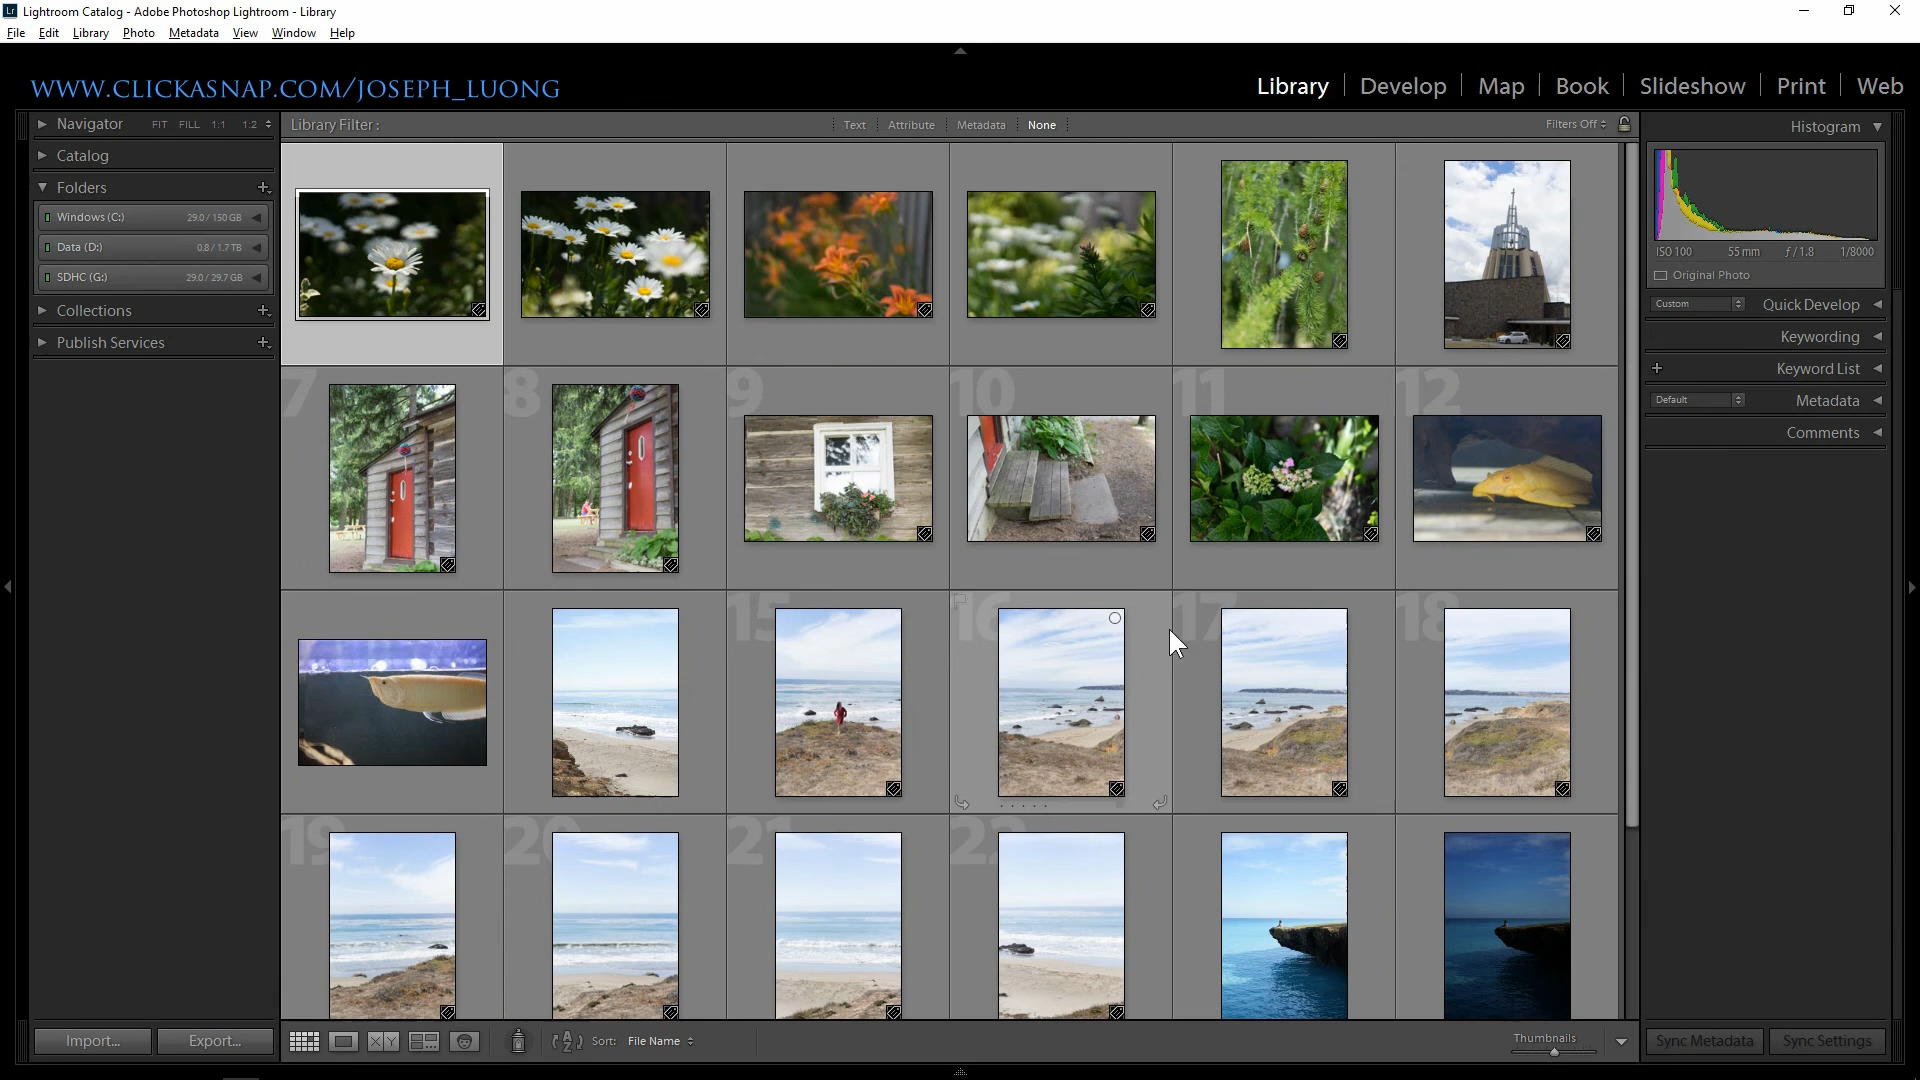 Lr Lightroom Catalog - Adobe Photoshop Lightroom - Library
File Edit Library Photo Metadata View Window Help
WWW.CLICKASNAP.COM/JOSEPH_LUONG
Library Develop Map Book Slideshow Print Web
Navigator FIT FILL 1:1 1:2
Catalog
Folders
Windows (C:) 29.0 / 150 GB
Data (D:) 0.8 / 1.7 TB
SDHC (G:) 29.0 / 29.7 GB
Collections
Publish Services
Library Filter : Text Attribute Metadata None Filters Off
Histogram
ISO 100 55 mm ƒ / 1.8 1/8000
Original Photo
Custom Quick Develop
Keywording
Keyword List
Default Metadata
Comments
7 8 9 10 11 12
15 16 17 18
19 20 21 22
Import... Export... XY Sort: File Name Thumbnails Sync Metadata Sync Settings